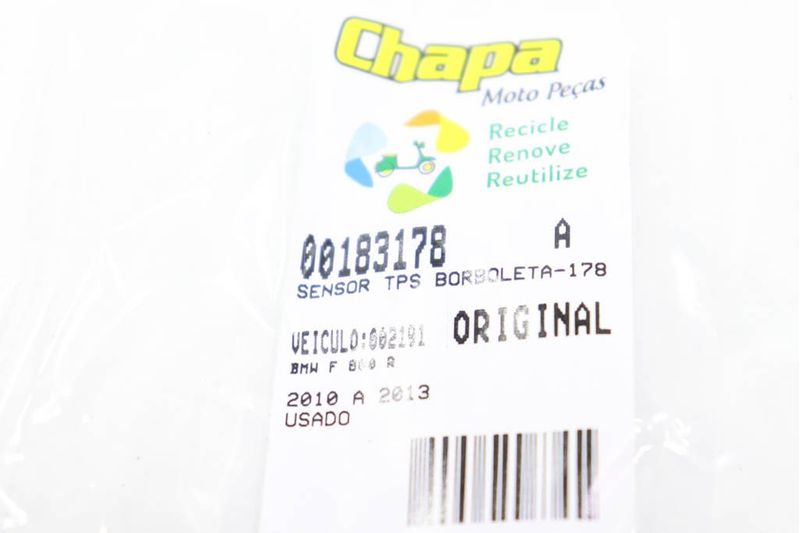 Chapa
Moto Peças
Recicle
Renove
Reutilize
00183178 A
SENSOR TPS BORBOLETA-178
VEICULO:002191 ORIGINAL
BMW F 800 R
2010 A 2013
USADO